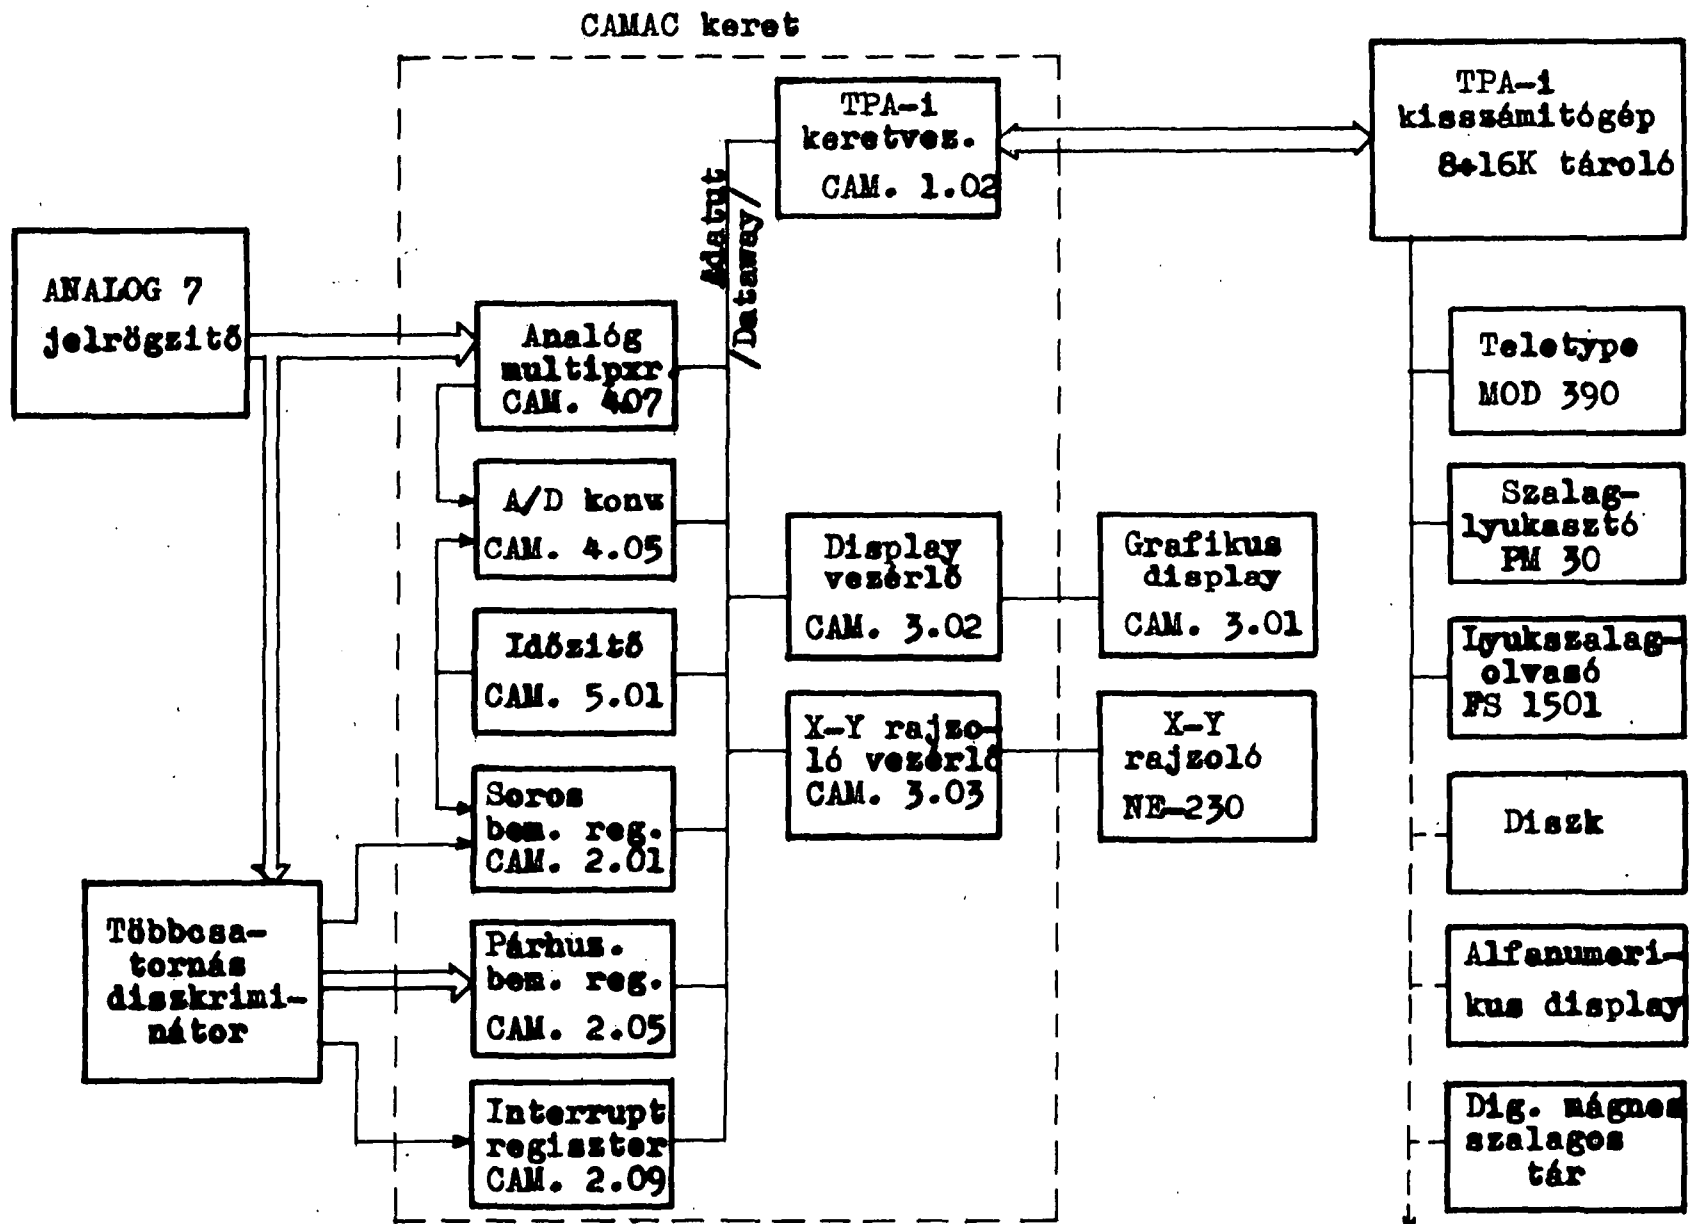 CAMAC keret
TPA-i
keretvez.
CAM. 1.02
TPA-i
kisszámitógép
8+16K tároló
Adatut
/Dataway/
ANALOG 7
jelrögzitő
Analóg
multipxr.
CAM. 4.07
A/D konv
CAM. 4.05
Időzitő
CAM. 5.01
Soros
bem. reg.
CAM. 2.01
Párhuz.
bem. reg.
CAM. 2.05
Interrupt
regiszter
CAM. 2.09
Többcsa-
tornás
diszkrimi-
nátor
Display
vezérlő
CAM. 3.02
X-Y rajzo-
ló vezérlő
CAM. 3.03
Grafikus
display
CAM. 3.01
X-Y
rajzoló
NE-230
Teletype
MOD 390
Szalag-
lyukasztó
PM 30
Lyukszalag-
olvasó
FS 1501
Diszk
Alfanumeri-
kus display
Dig. mágnes
szalagos
tár